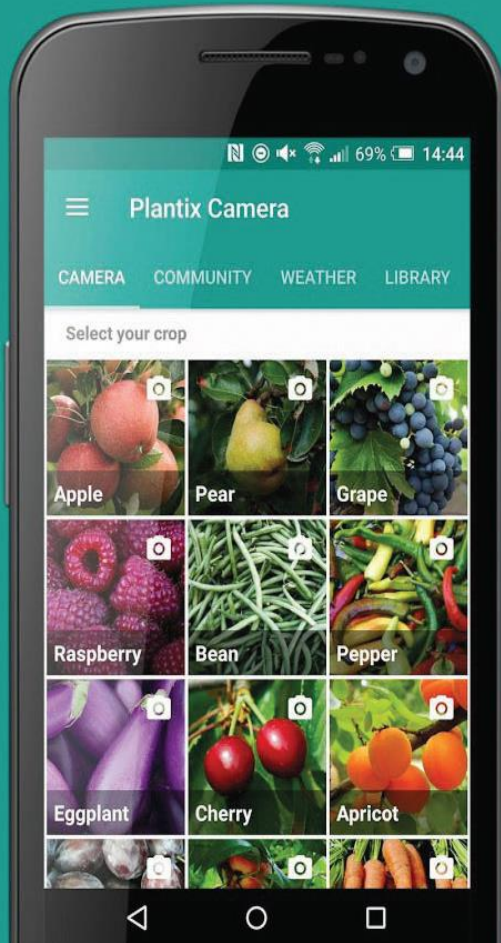 69% 14:44
Plantix Camera
CAMERA COMMUNITY WEATHER LIBRARY
Select your crop
Apple Pear Grape
Raspberry Bean Pepper
Eggplant Cherry Apricot